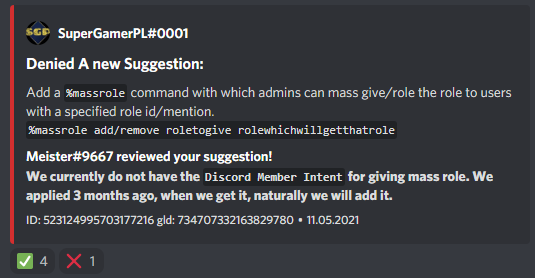 SGP
SuperGamerPL#0001
Denied A new Suggestion:
Add a %massrole command with which admins can mass give/role the role to users
with a specified role id/mention.
%massrole add/remove roletogive rolewhichwillgetthatrole
Meister#9667 reviewed your suggestion!
We currently do not have the Discord Member Intent for giving mass role. We
applied 3 months ago, when we get it, naturally we will add it.
ID: 523124995703177216 gId: 734707332163829780 • 11.05.2021
4 1